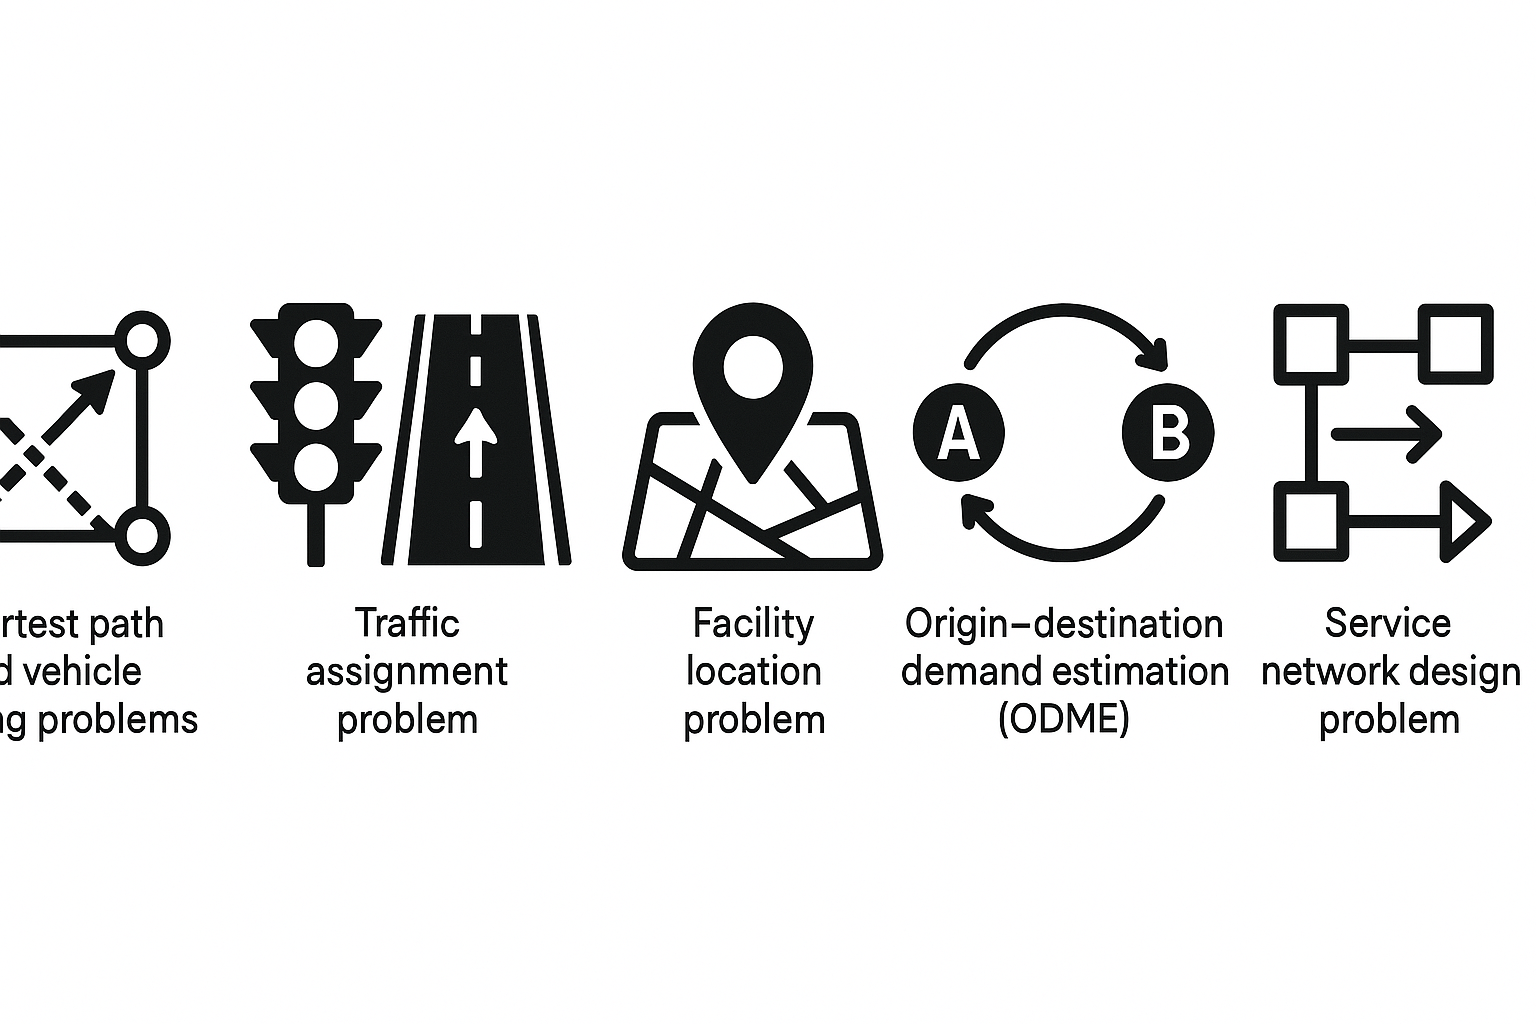 rtest path
d vehicle
ng problems
Traffic
assignment
problem
Facility
location
problem
A
B
Origin–destination
demand estimation
(ODME)
Service
network design
problem